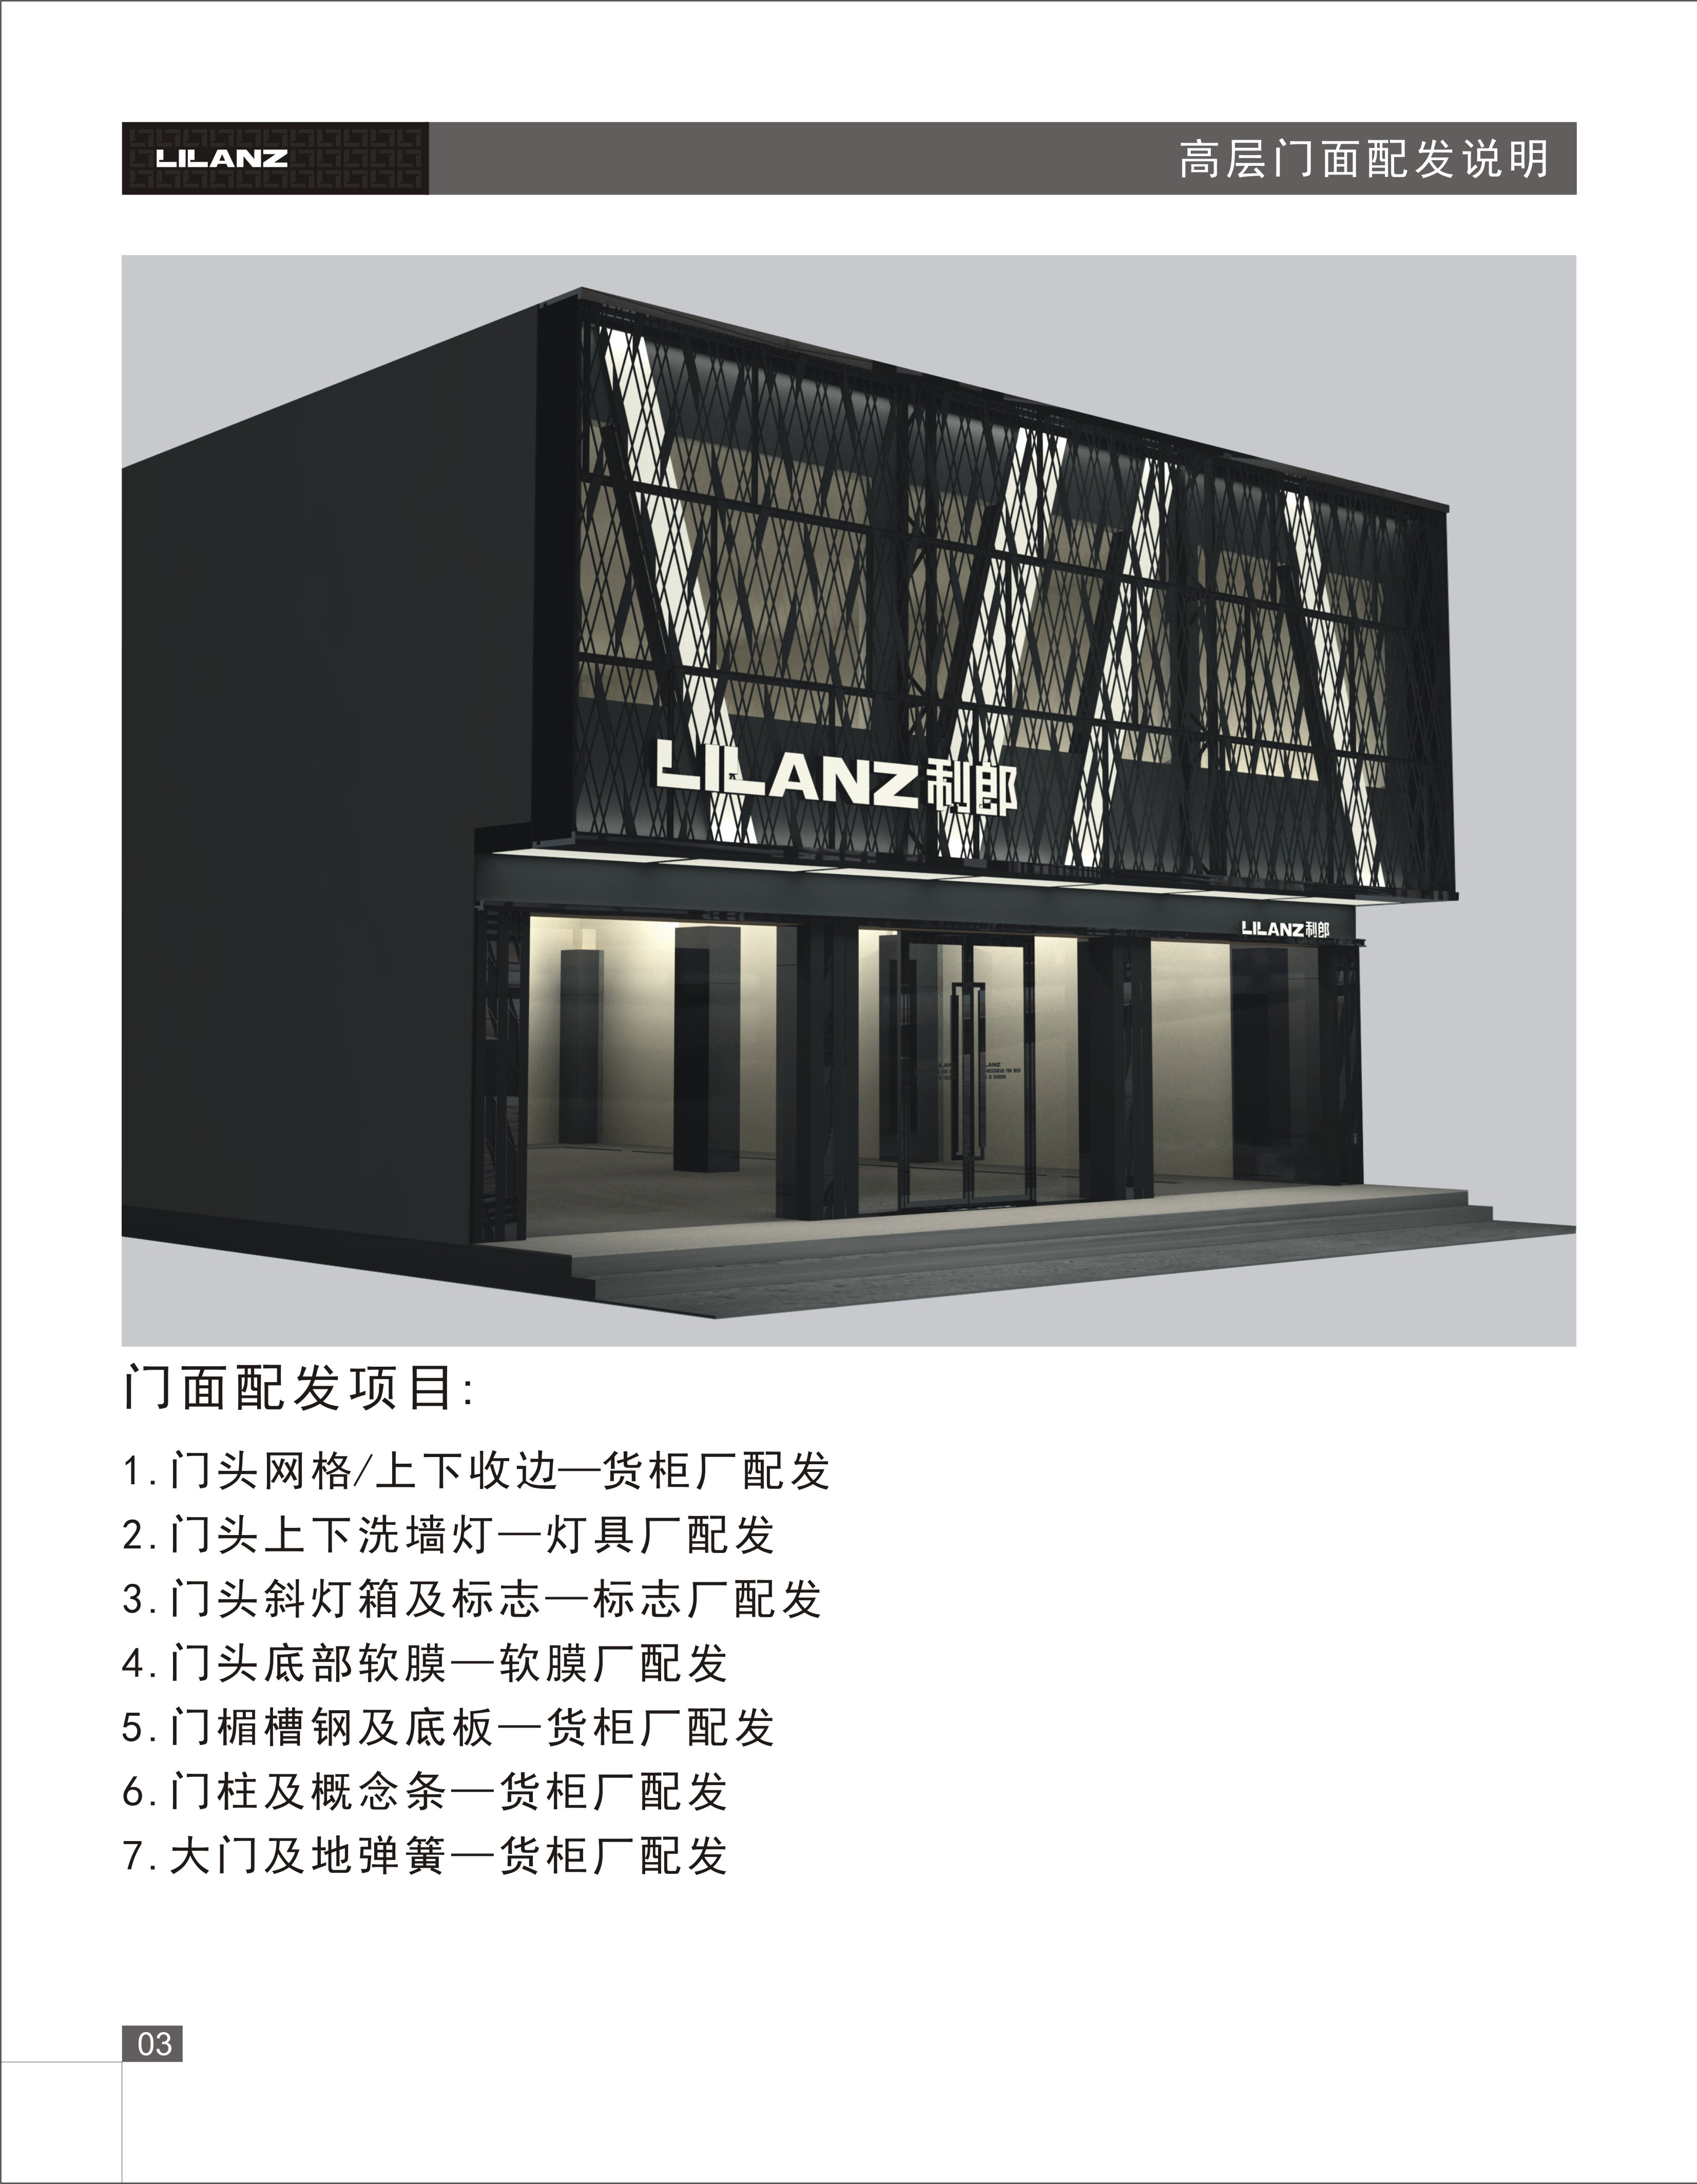 LILANZ
高层门面配发说明
LILANZ利郎
LILANZ利郎
门面配发项目:
1.门头网格/上下收边—货柜厂配发
2.门头上下洗墙灯—灯具厂配发
3.门头斜灯箱及标志—标志厂配发
4.门头底部软膜—软膜厂配发
5.门楣槽钢及底板—货柜厂配发
6.门柱及概念条—货柜厂配发
7.大门及地弹簧—货柜厂配发
03